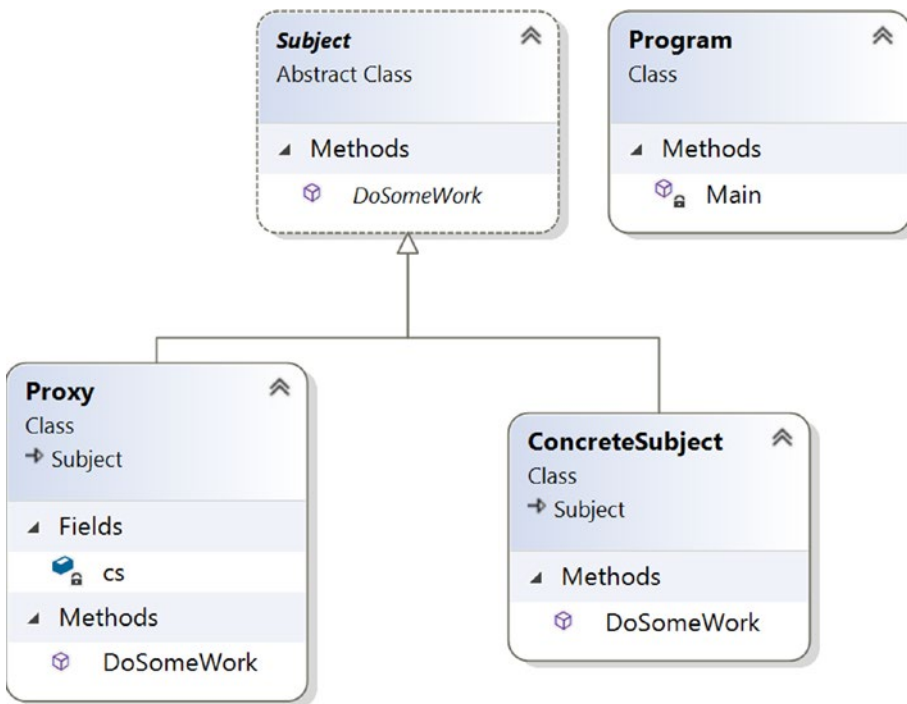 Subject
Abstract Class
Methods
DoSomeWork
Program
Class
Methods
Main
Proxy
Class
Subject
Fields
cs
Methods
DoSomeWork
ConcreteSubject
Class
Subject
Methods
DoSomeWork